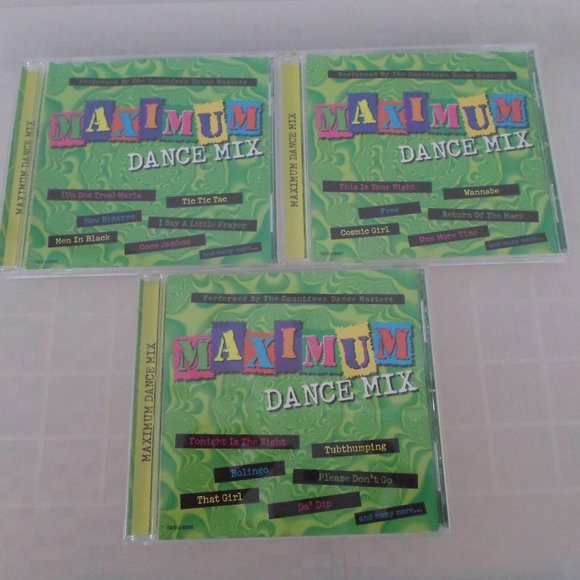 MAXIMUM DANCE MIX
Performed By The Countdown Dance Masters
MAXIMUM
DANCE MIX
(Un Dos Tres) Maria
Tic Tic Tac
How Bizarre
I Say A Little Prayer
Men In Black
Coco Jamboo
and many more...
MAXIMUM DANCE MIX
Performed By The Countdown Dance Masters
MAXIMUM
DANCE MIX
This Is Your Night
Wannabe
Free
Return Of The Mack
Cosmic Girl
One More Time
and many more...
MAXIMUM DANCE MIX
Performed By The Countdown Dance Masters
MAXIMUM
DANCE MIX
Tonight Is The Night
Tubthumping
Bolingo
Please Don't Go
That Girl
Da' Dip
and many more...